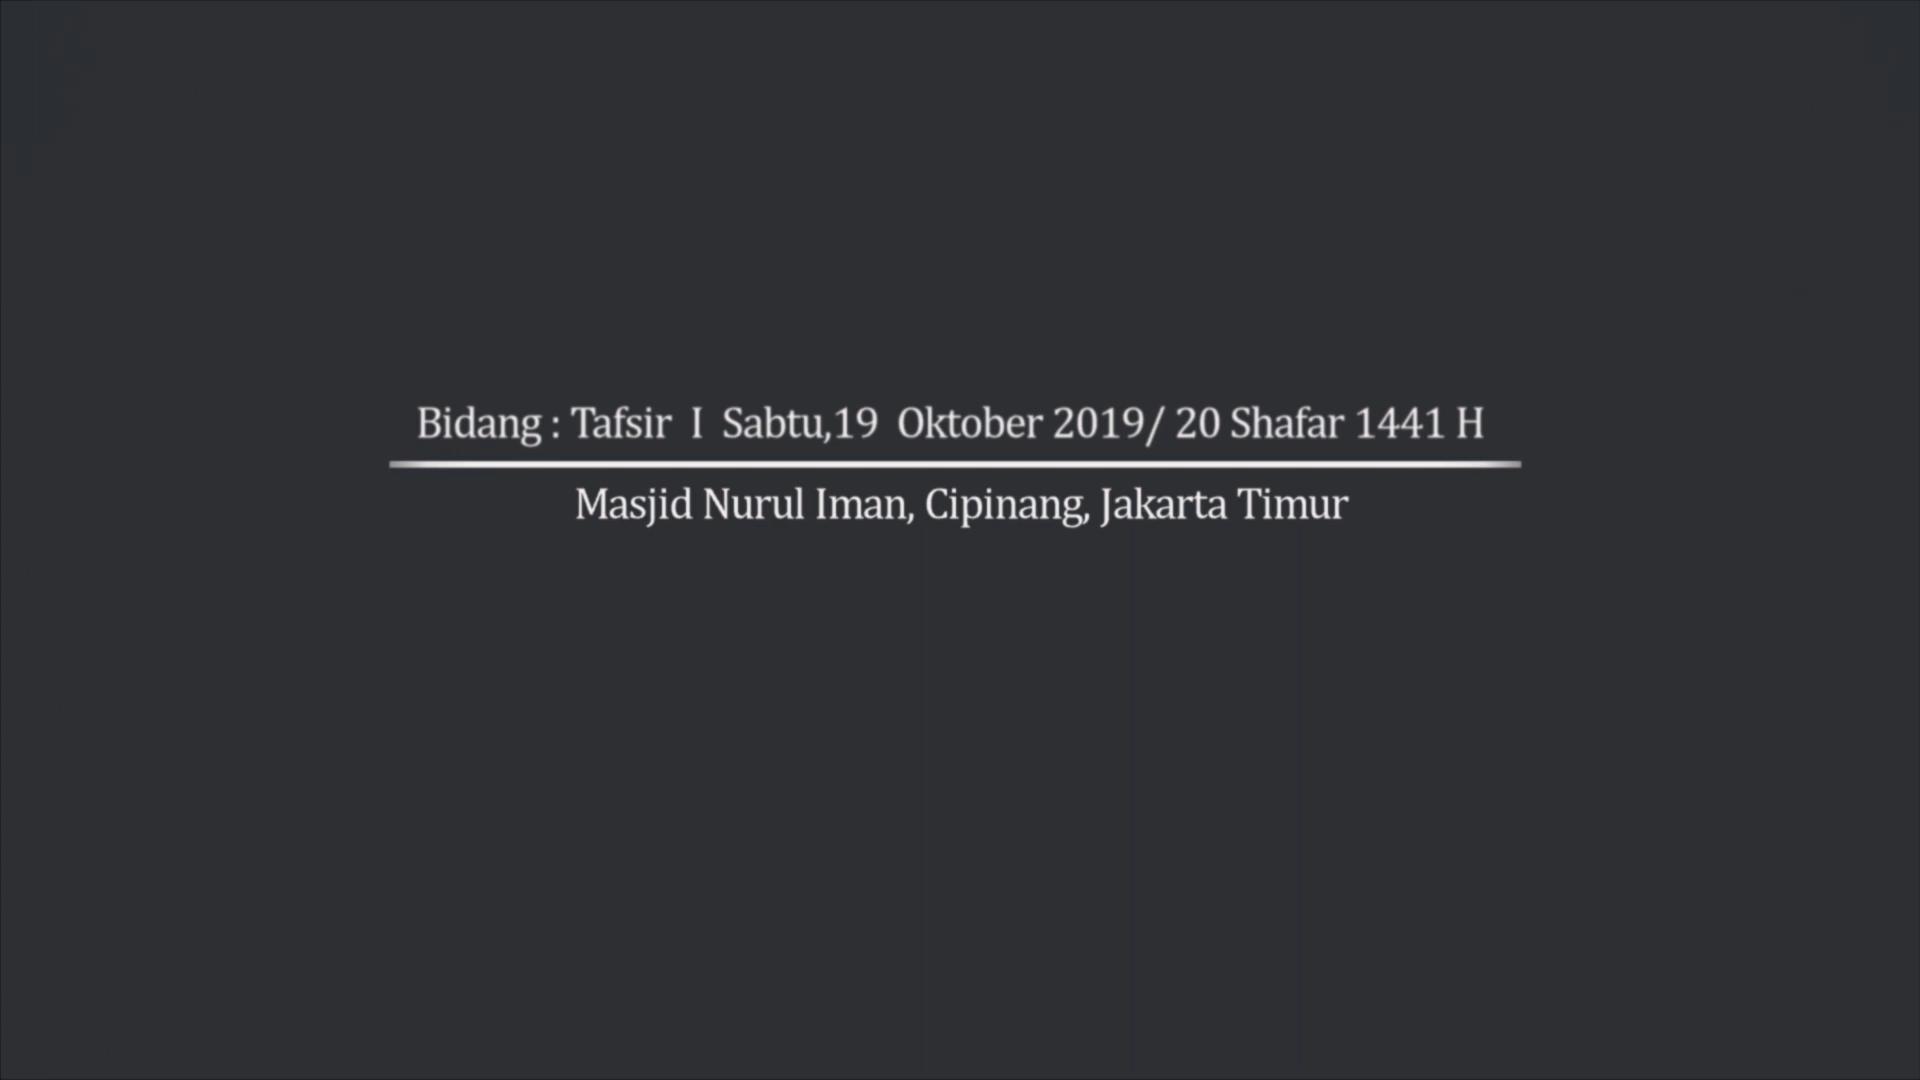 Bidang : Tafsir I Sabtu,19 Oktober 2019/ 20 Shafar 1441 H
Masjid Nurul Iman, Cipinang, Jakarta Timur